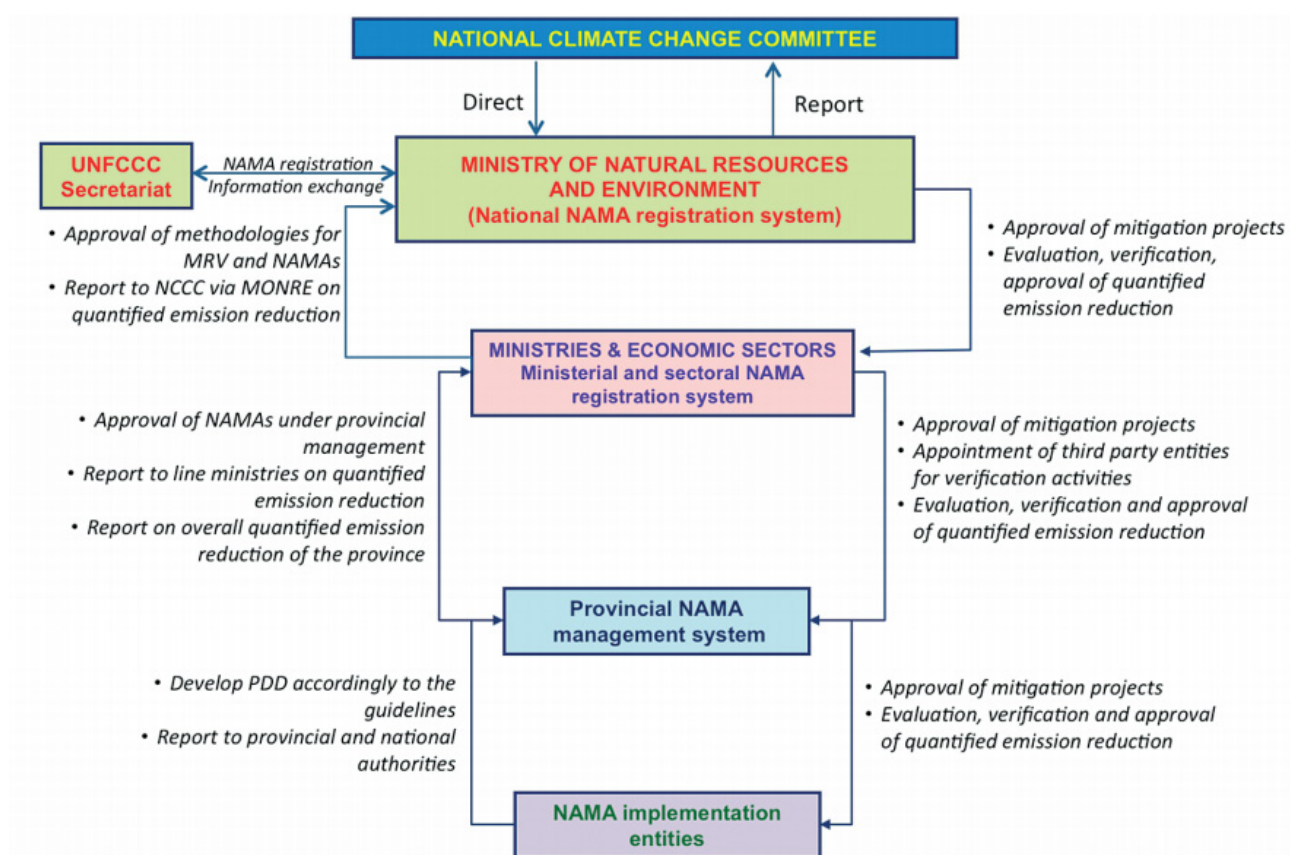 NATIONAL CLIMATE CHANGE COMMITTEE
Direct
Report
UNFCCC
Secretariat
NAMA registration
Information exchange
MINISTRY OF NATURAL RESOURCES
AND ENVIRONMENT
(National NAMA registration system)
• Approval of methodologies for
MRV and NAMAs
• Report to NCCC via MONRE on
quantified emission reduction
• Approval of mitigation projects
• Evaluation, verification,
approval of quantified
emission reduction
MINISTRIES & ECONOMIC SECTORS
Ministerial and sectoral NAMA
registration system
• Approval of NAMAs under provincial
management
• Report to line ministries on quantified
emission reduction
• Report on overall quantified emission
reduction of the province
• Approval of mitigation projects
• Appointment of third party entities
for verification activities
• Evaluation, verification and approval
of quantified emission reduction
Provincial NAMA
management system
• Develop PDD accordingly to the
guidelines
• Report to provincial and national
authorities
• Approval of mitigation projects
• Evaluation, verification and approval
of quantified emission reduction
NAMA implementation
entities